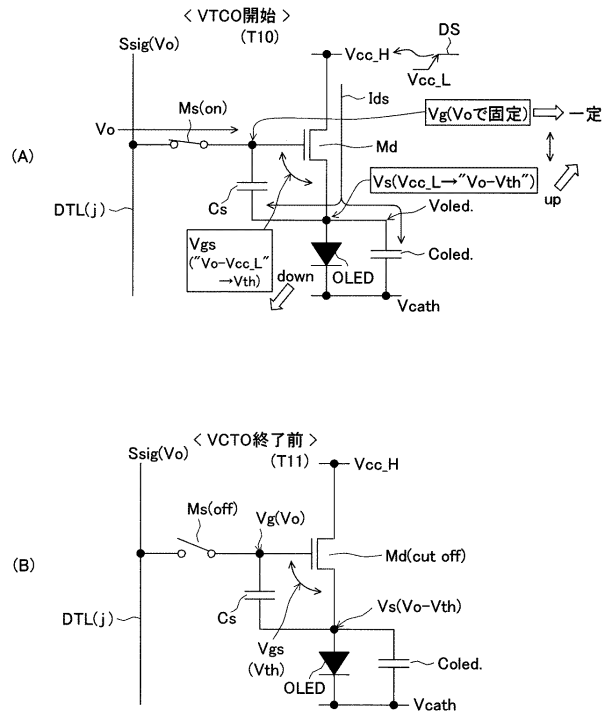 < VTCO開始 >
(T10)
Ssig(Vo)
DS
Vcc_H
Vcc_L
Ms(on)
Ids
Vg(Voで固定)
一定
Vo
Md
(A)
Vs(Vcc_L→"Vo-Vth")
up
Cs
Voled.
DTL(j)
Vgs
("Vo-Vcc_L"
→Vth)
down
OLED
Coled.
Vcath
< VCTO終了前 >
(T11)
Ssig(Vo)
Vcc_H
Ms(off)
Vg(Vo)
Md(cut off)
(B)
Cs
Vs(Vo-Vth)
DTL(j)
Vgs
(Vth)
OLED
Coled.
Vcath